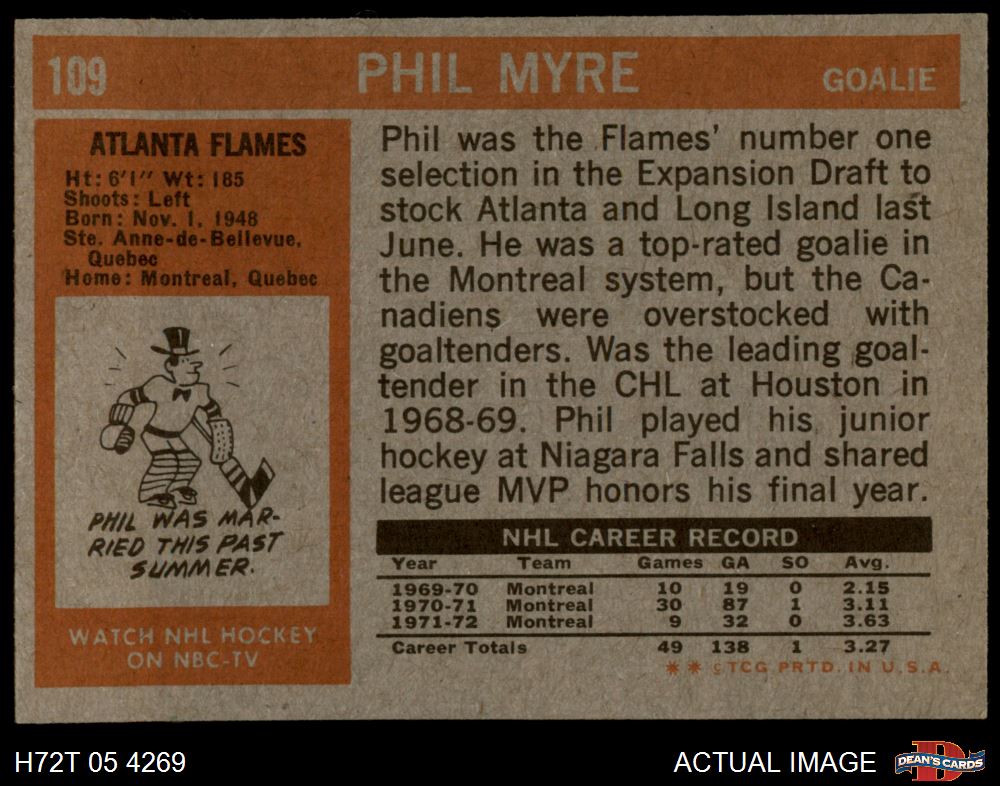 109 PHIL MYRE GOALIE
ATLANTA FLAMES
Ht: 6'1" Wt: 185
Shoots: Left
Born: Nov. 1, 1948
Ste. Anne-de-Bellevue,
Quebec
Home: Montreal, Quebec
PHIL WAS MAR-
RIED THIS PAST
SUMMER.
WATCH NHL HOCKEY
ON NBC-TV
Phil was the Flames' number one
selection in the Expansion Draft to
stock Atlanta and Long Island last
June. He was a top-rated goalie in
the Montreal system, but the Ca-
nadiens were overstocked with
goaltenders. Was the leading goal-
tender in the CHL at Houston in
1968-69. Phil played his junior
hockey at Niagara Falls and shared
league MVP honors his final year.
NHL CAREER RECORD
Year Team Games GA SO Avg.
1969-70 Montreal 10 19 0 2.15
1970-71 Montreal 30 87 1 3.11
1971-72 Montreal 9 32 0 3.63
Career Totals 49 138 1 3.27
* * © TCG PRTD. IN U.S.A.
H72T 05 4269 ACTUAL IMAGE D DEAN'S CARDS